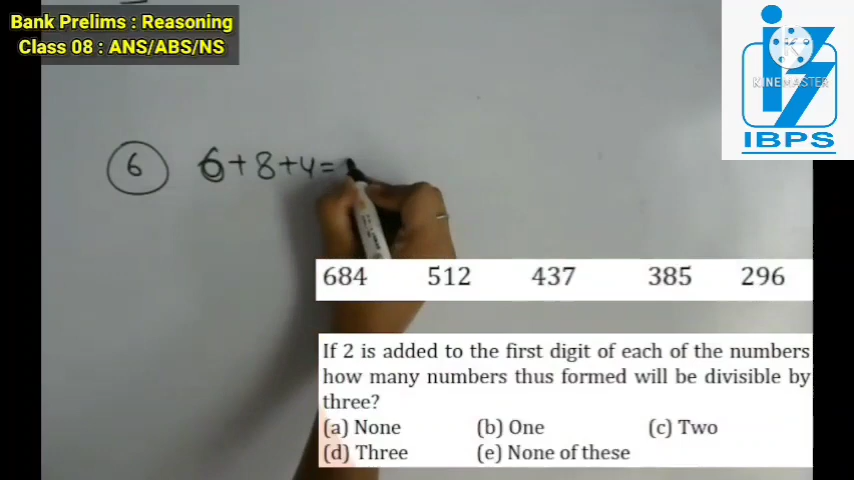 Bank Prelims : Reasoning
Class 08 : ANS/ABS/NS
KINEMASTER
IBPS
6 6+8+4=
684 512 437 385 296
If 2 is added to the first digit of each of the numbers
how many numbers thus formed will be divisible by
three?
(a) None (b) One (c) Two
(d) Three (e) None of these